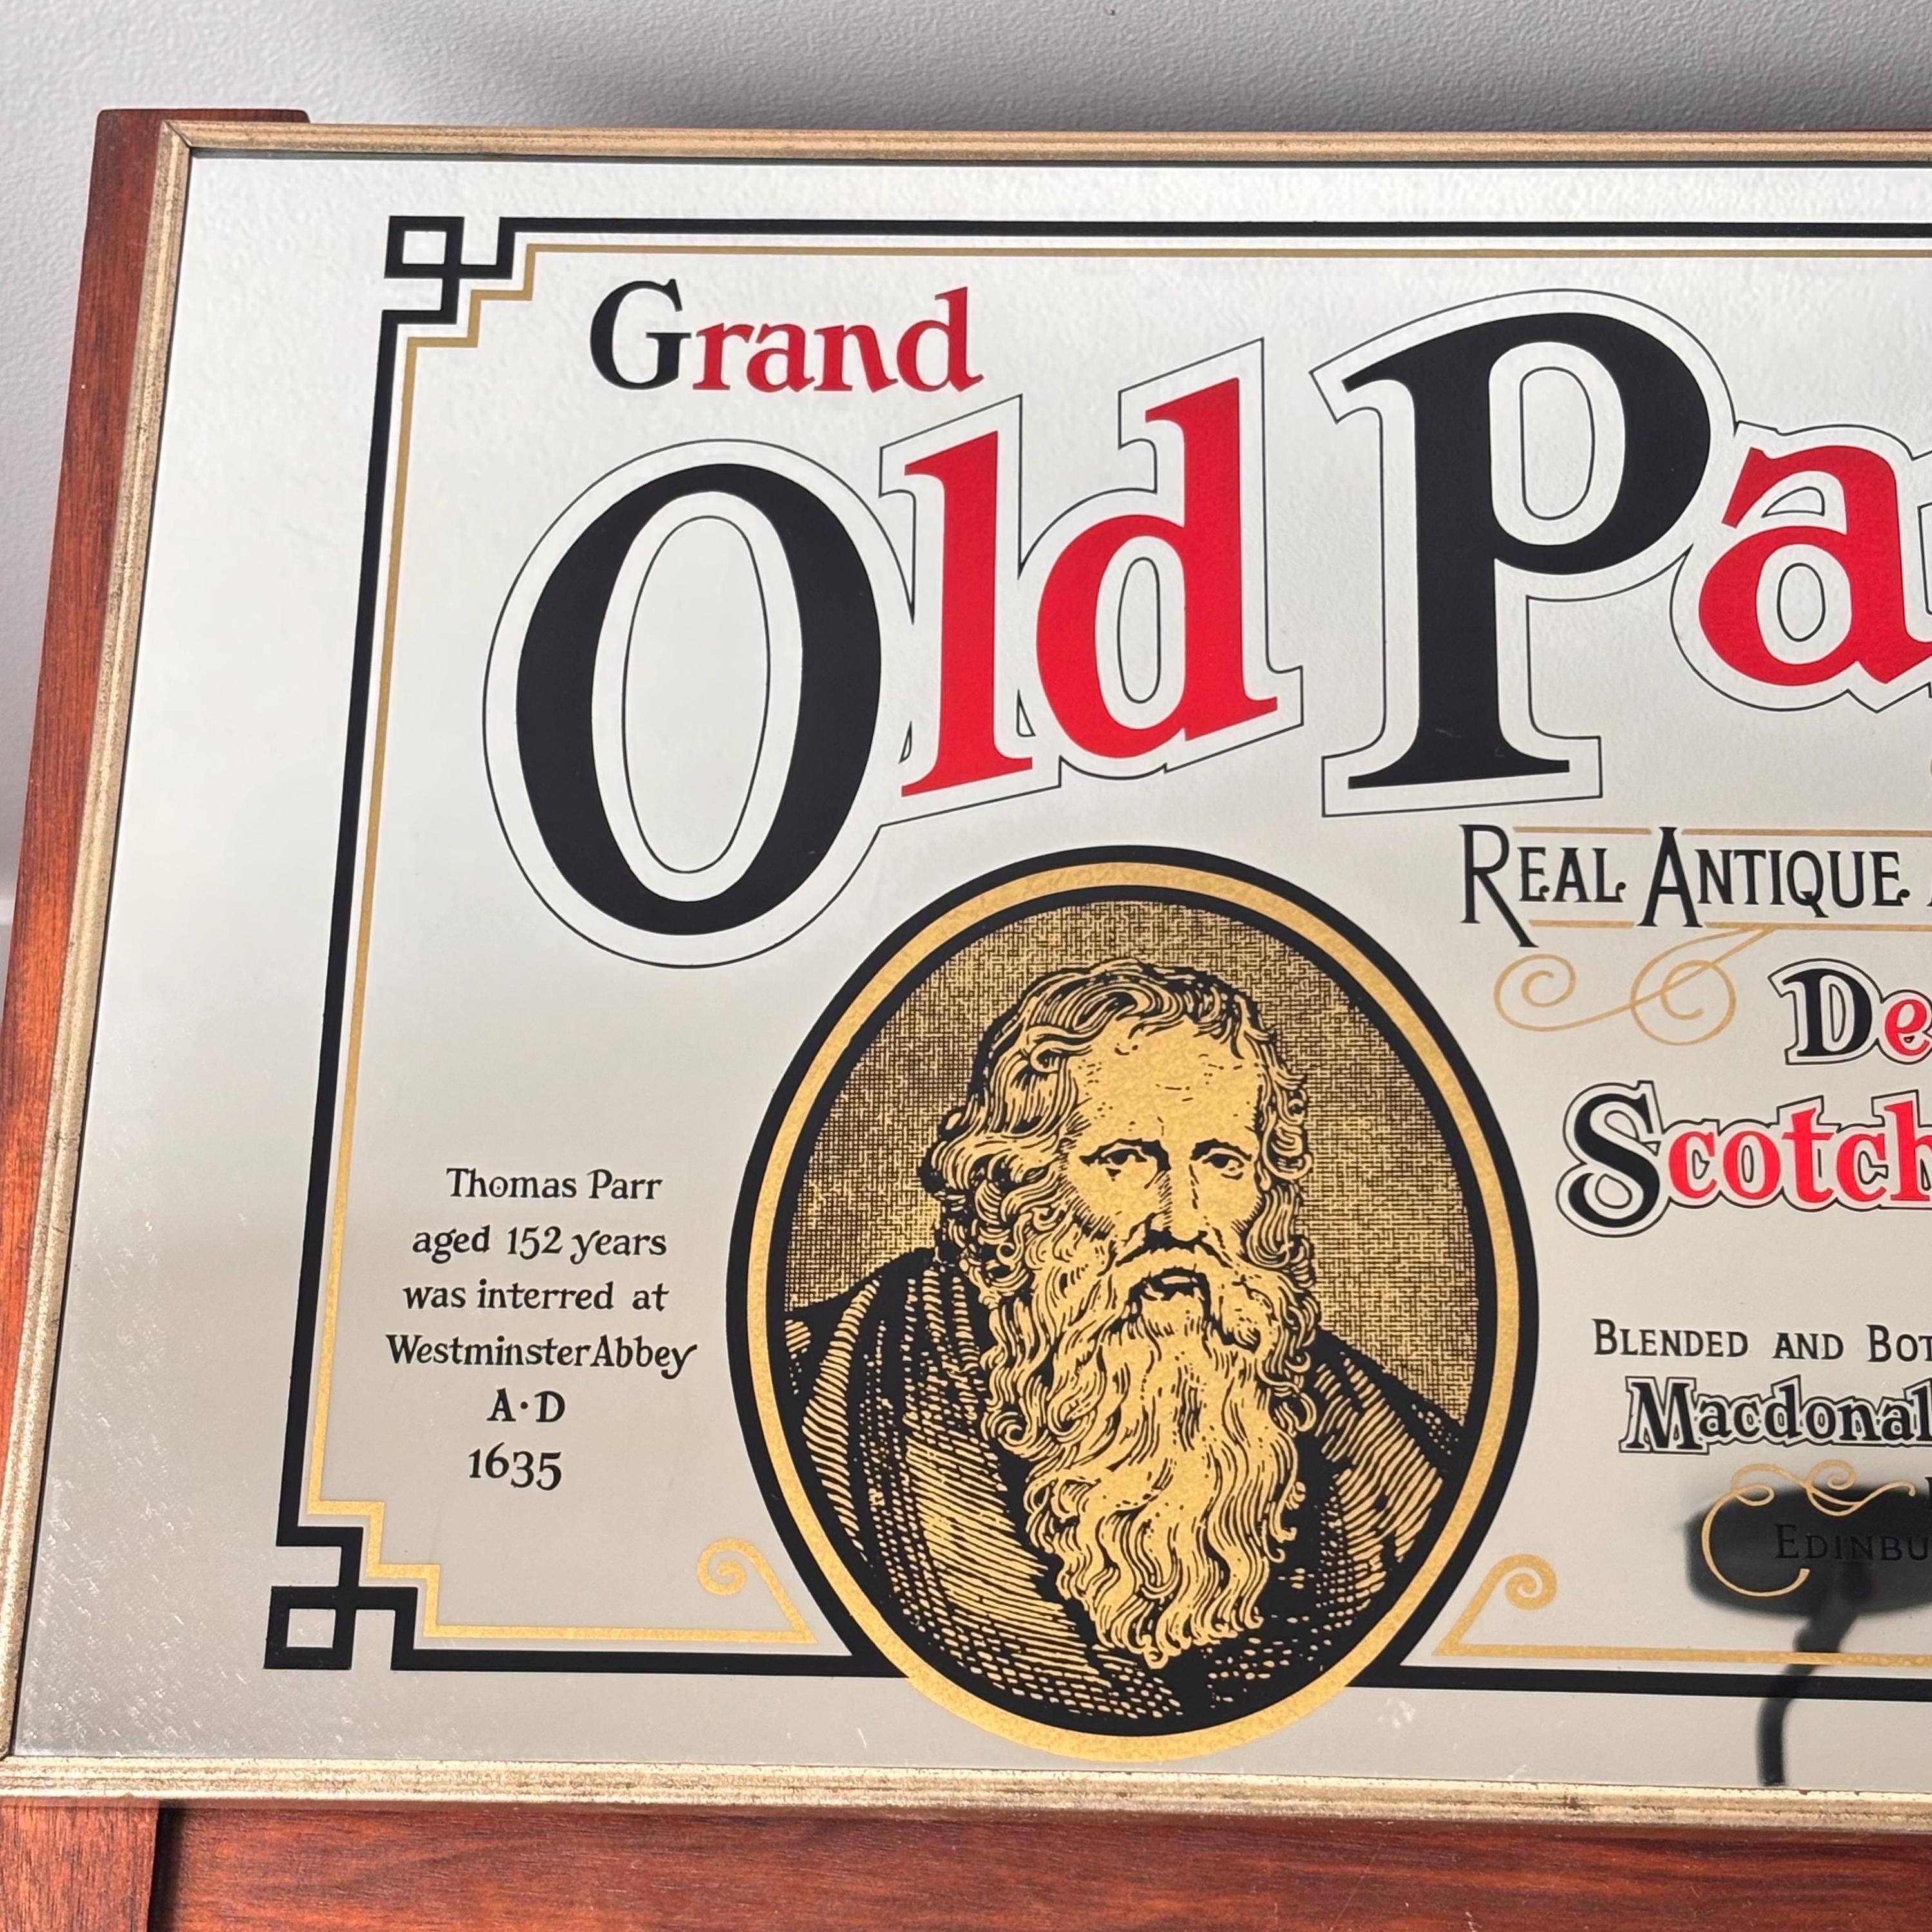 Grand
Old Pa
REAL ANTIQUE
De
Scotch
Thomas Parr
aged 152 years
was interred at
Westminster Abbey
A·D
1635
BLENDED AND BOT
Macdonal
EDINBU